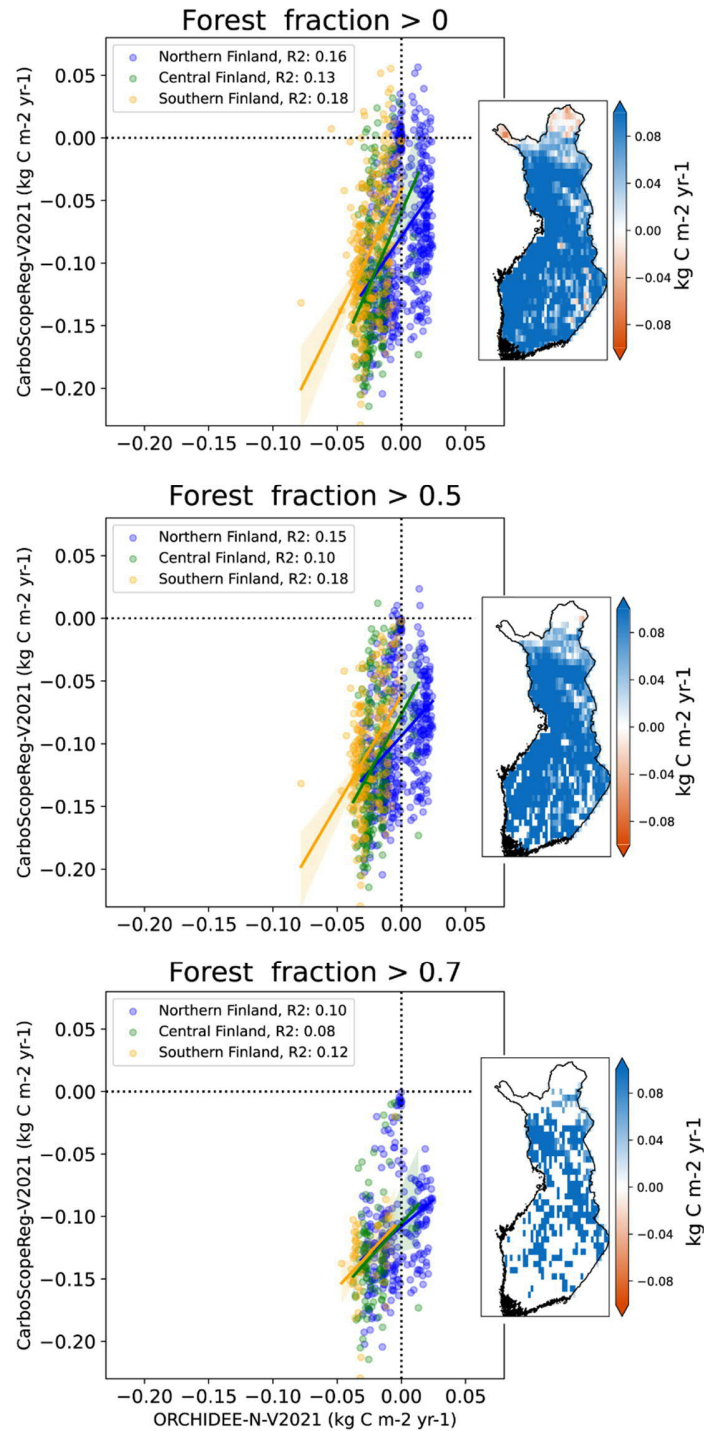 Forest fraction > 0
Northern Finland, R2: 0.16
Central Finland, R2: 0.13
Southern Finland, R2: 0.18
CarboScopeReg-V2021 (kg C m-2 yr-1)
0.05
0.00
−0.05
−0.10
−0.15
−0.20
−0.20 −0.15 −0.10 −0.05 0.00 0.05
0.08
0.04
0.00
−0.04
−0.08
kg C m-2 yr-1
Forest fraction > 0.5
Northern Finland, R2: 0.15
Central Finland, R2: 0.10
Southern Finland, R2: 0.18
CarboScopeReg-V2021 (kg C m-2 yr-1)
0.05
0.00
−0.05
−0.10
−0.15
−0.20
−0.20 −0.15 −0.10 −0.05 0.00 0.05
0.08
0.04
0.00
−0.04
−0.08
kg C m-2 yr-1
Forest fraction > 0.7
Northern Finland, R2: 0.10
Central Finland, R2: 0.08
Southern Finland, R2: 0.12
CarboScopeReg-V2021 (kg C m-2 yr-1)
0.05
0.00
−0.05
−0.10
−0.15
−0.20
−0.20 −0.15 −0.10 −0.05 0.00 0.05
ORCHIDEE-N-V2021 (kg C m-2 yr-1)
0.08
0.04
0.00
−0.04
−0.08
kg C m-2 yr-1